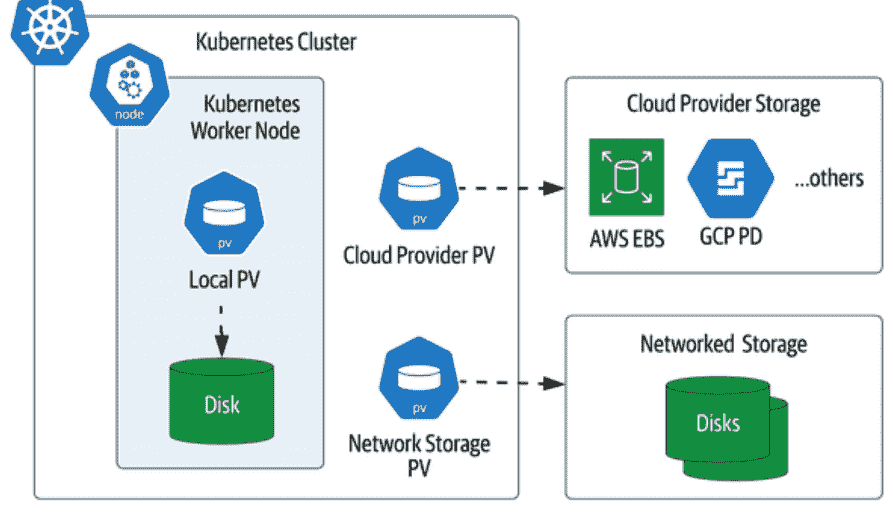 Kubernetes Cluster
node
Kubernetes
Worker Node
pv
Local PV
Disk
pv
Cloud Provider PV
pv
Network Storage
PV
Cloud Provider Storage
AWS EBS
GCP PD
...others
Networked Storage
Disks